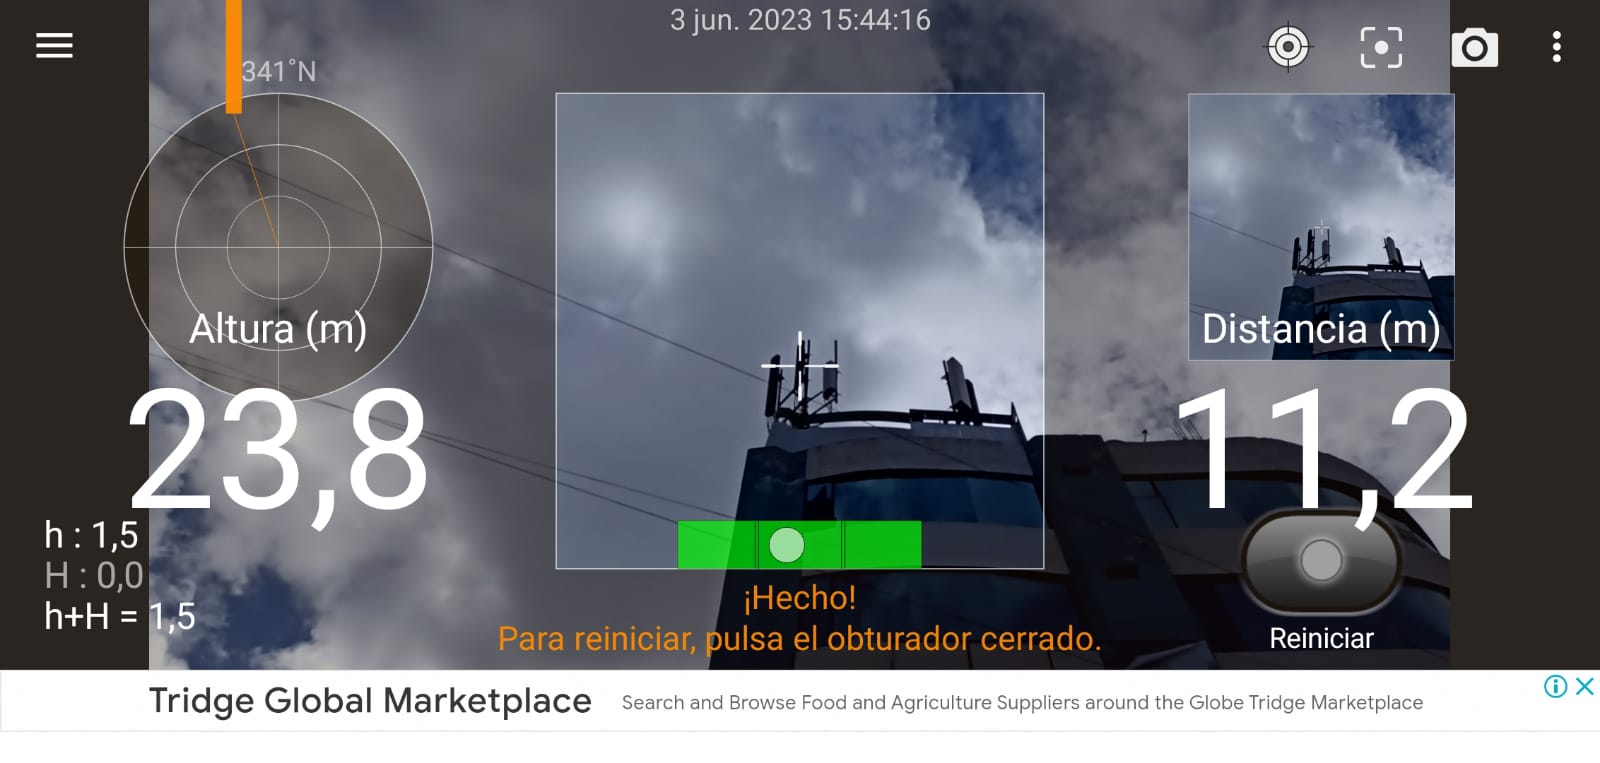 3 jun. 2023 15:44:16
341°N
Altura (m)
23,8
Distancia (m)
11,2
h : 1,5
H : 0,0
h+H = 1,5
¡Hecho!
Para reiniciar, pulsa el obturador cerrado.
Reiniciar
Tridge Global Marketplace
Search and Browse Food and Agriculture Suppliers around the Globe Tridge Marketplace